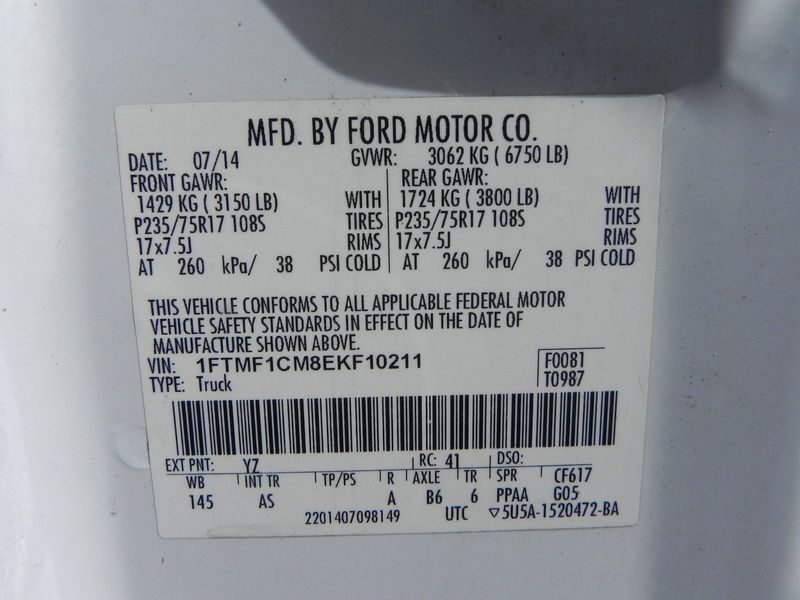 MFD. BY FORD MOTOR CO.
DATE: 07/14 GVWR: 3062 KG ( 6750 LB)
FRONT GAWR: REAR GAWR:
1429 KG ( 3150 LB) WITH 1724 KG ( 3800 LB) WITH
P235/75R17 108S TIRES P235/75R17 108S TIRES
17x7.5J RIMS 17x7.5J RIMS
AT 260 kPa/ 38 PSI COLD AT 260 kPa/ 38 PSI COLD
THIS VEHICLE CONFORMS TO ALL APPLICABLE FEDERAL MOTOR
VEHICLE SAFETY STANDARDS IN EFFECT ON THE DATE OF
MANUFACTURE SHOWN ABOVE.
VIN: 1FTMF1CM8EKF10211 F0081
TYPE: Truck T0987
EXT PNT: YZ RC: 41 DSO:
WB INT TR TP/PS R AXLE TR SPR CF617
145 AS A B6 6 PPAA G05
2201407098149 UTC ▽5U5A-1520472-BA